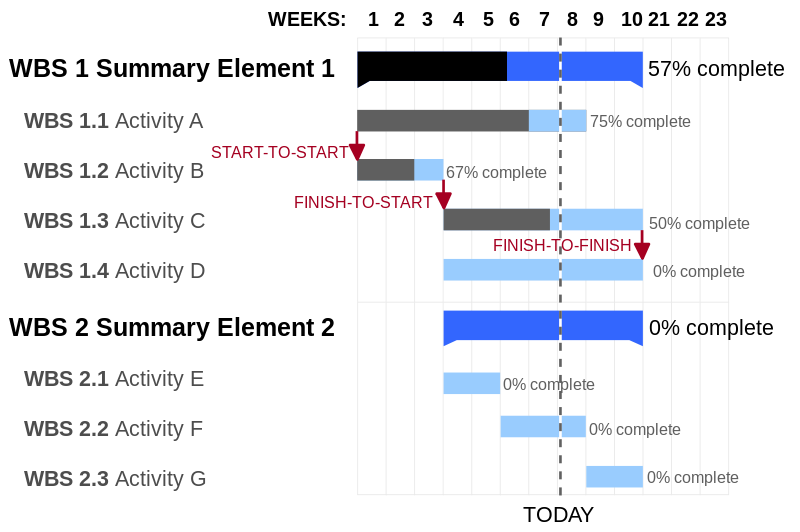 WEEKS: 1 2 3 4 5 6 7 8 9 10 21 22 23
WBS 1 Summary Element 1 57% complete
WBS 1.1 Activity A 75% complete
START-TO-START
WBS 1.2 Activity B 67% complete
FINISH-TO-START
WBS 1.3 Activity C 50% complete
FINISH-TO-FINISH
WBS 1.4 Activity D 0% complete
WBS 2 Summary Element 2 0% complete
WBS 2.1 Activity E 0% complete
WBS 2.2 Activity F 0% complete
WBS 2.3 Activity G 0% complete
TODAY